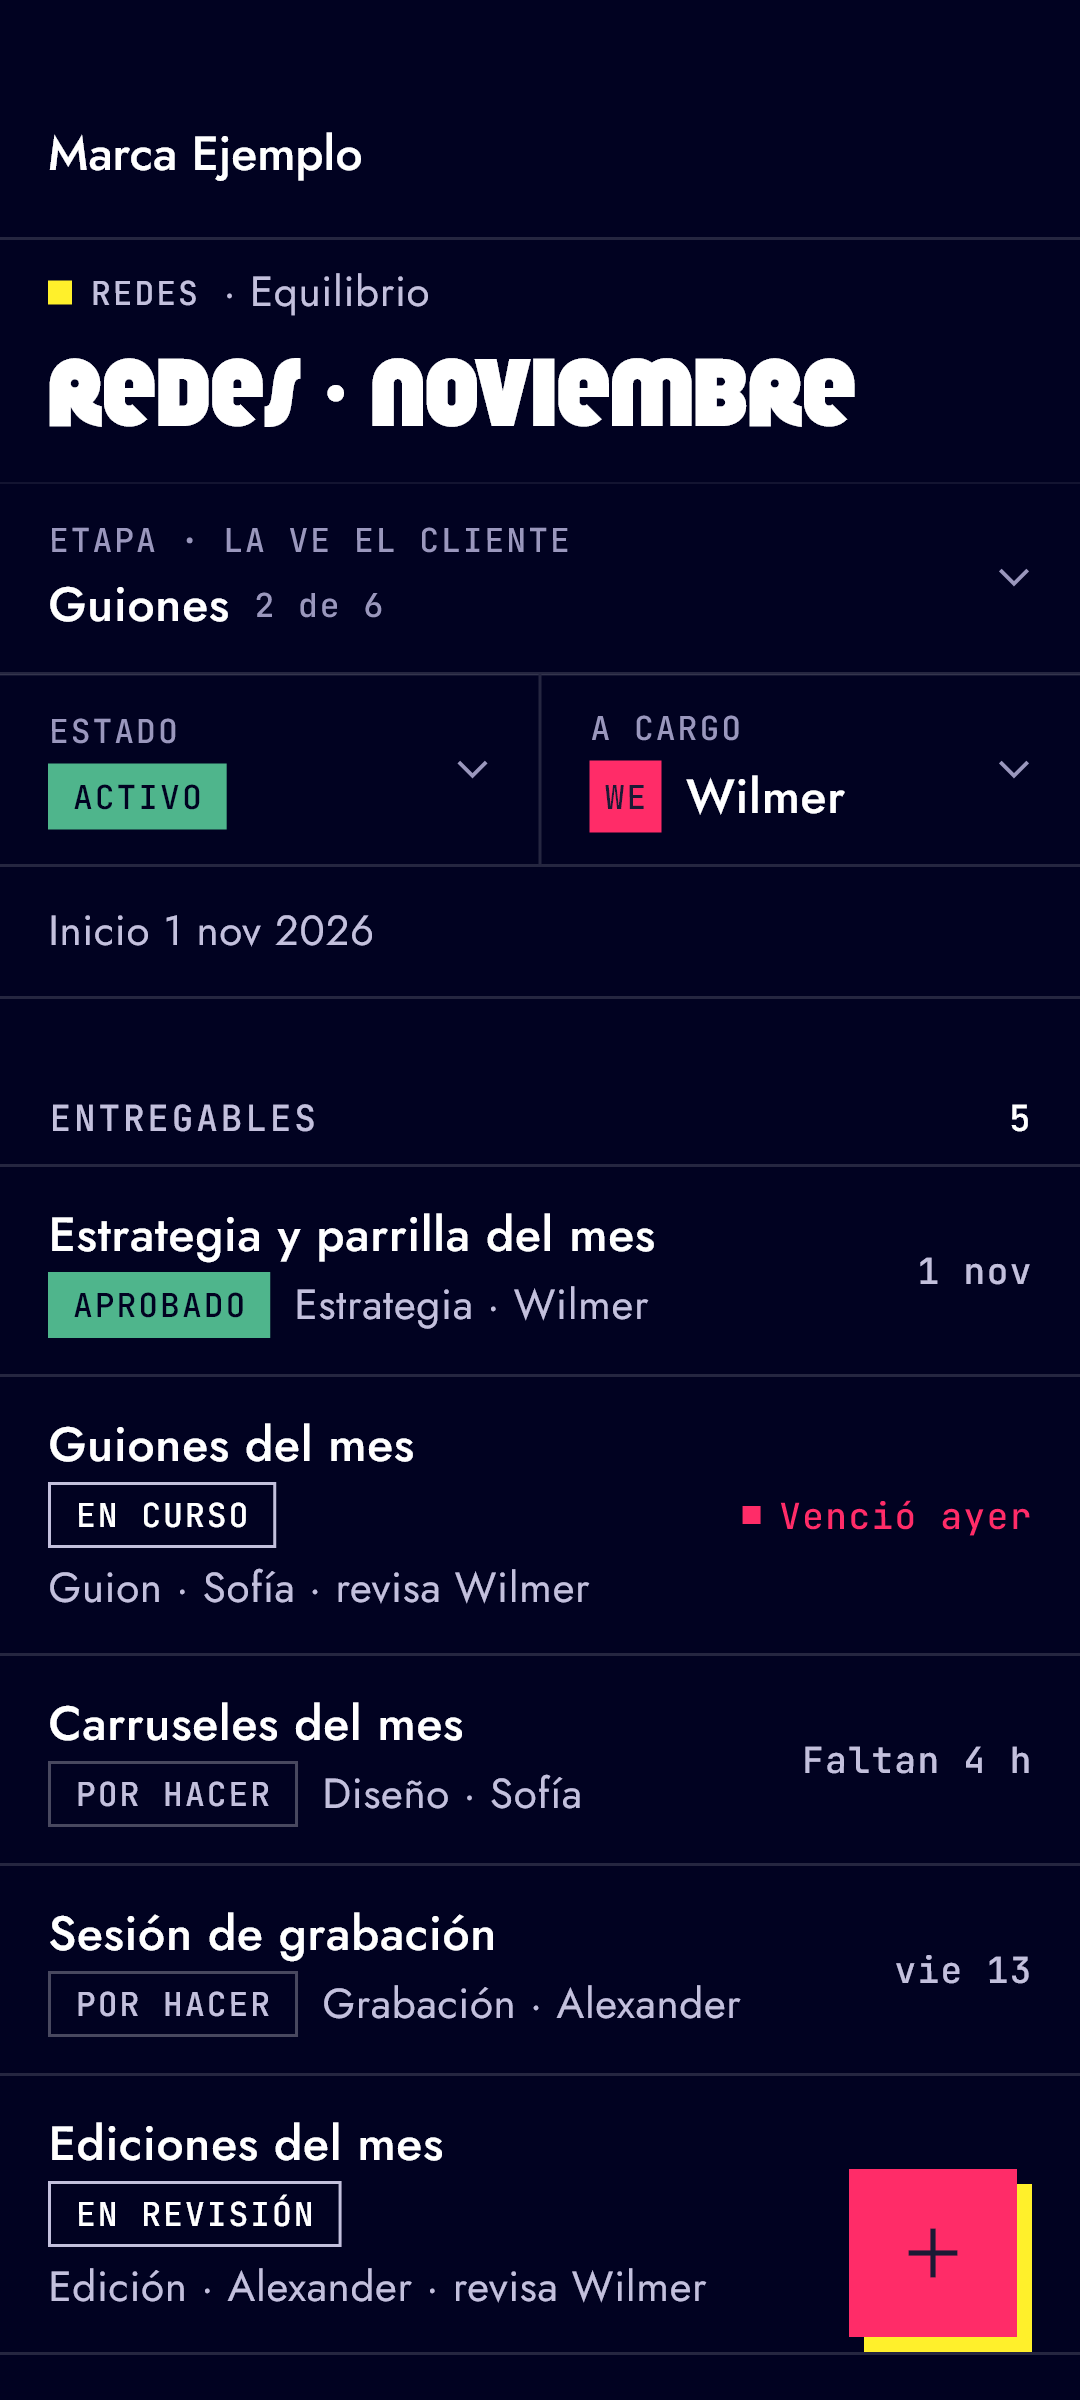 Marca Ejemplo
REDES · Equilibrio
REDES · NOVIEMBRE
ETAPA · LA VE EL CLIENTE
Guiones 2 de 6
ESTADO
ACTIVO
A CARGO
WE Wilmer
Inicio 1 nov 2026
ENTREGABLES 5
Estrategia y parrilla del mes
1 nov
APROBADO Estrategia · Wilmer
Guiones del mes
EN CURSO
Venció ayer
Guion · Sofía · revisa Wilmer
Carruseles del mes
Faltan 4 h
POR HACER Diseño · Sofía
Sesión de grabación
vie 13
POR HACER Grabación · Alexander
Ediciones del mes
EN REVISIÓN
Edición · Alexander · revisa Wilmer